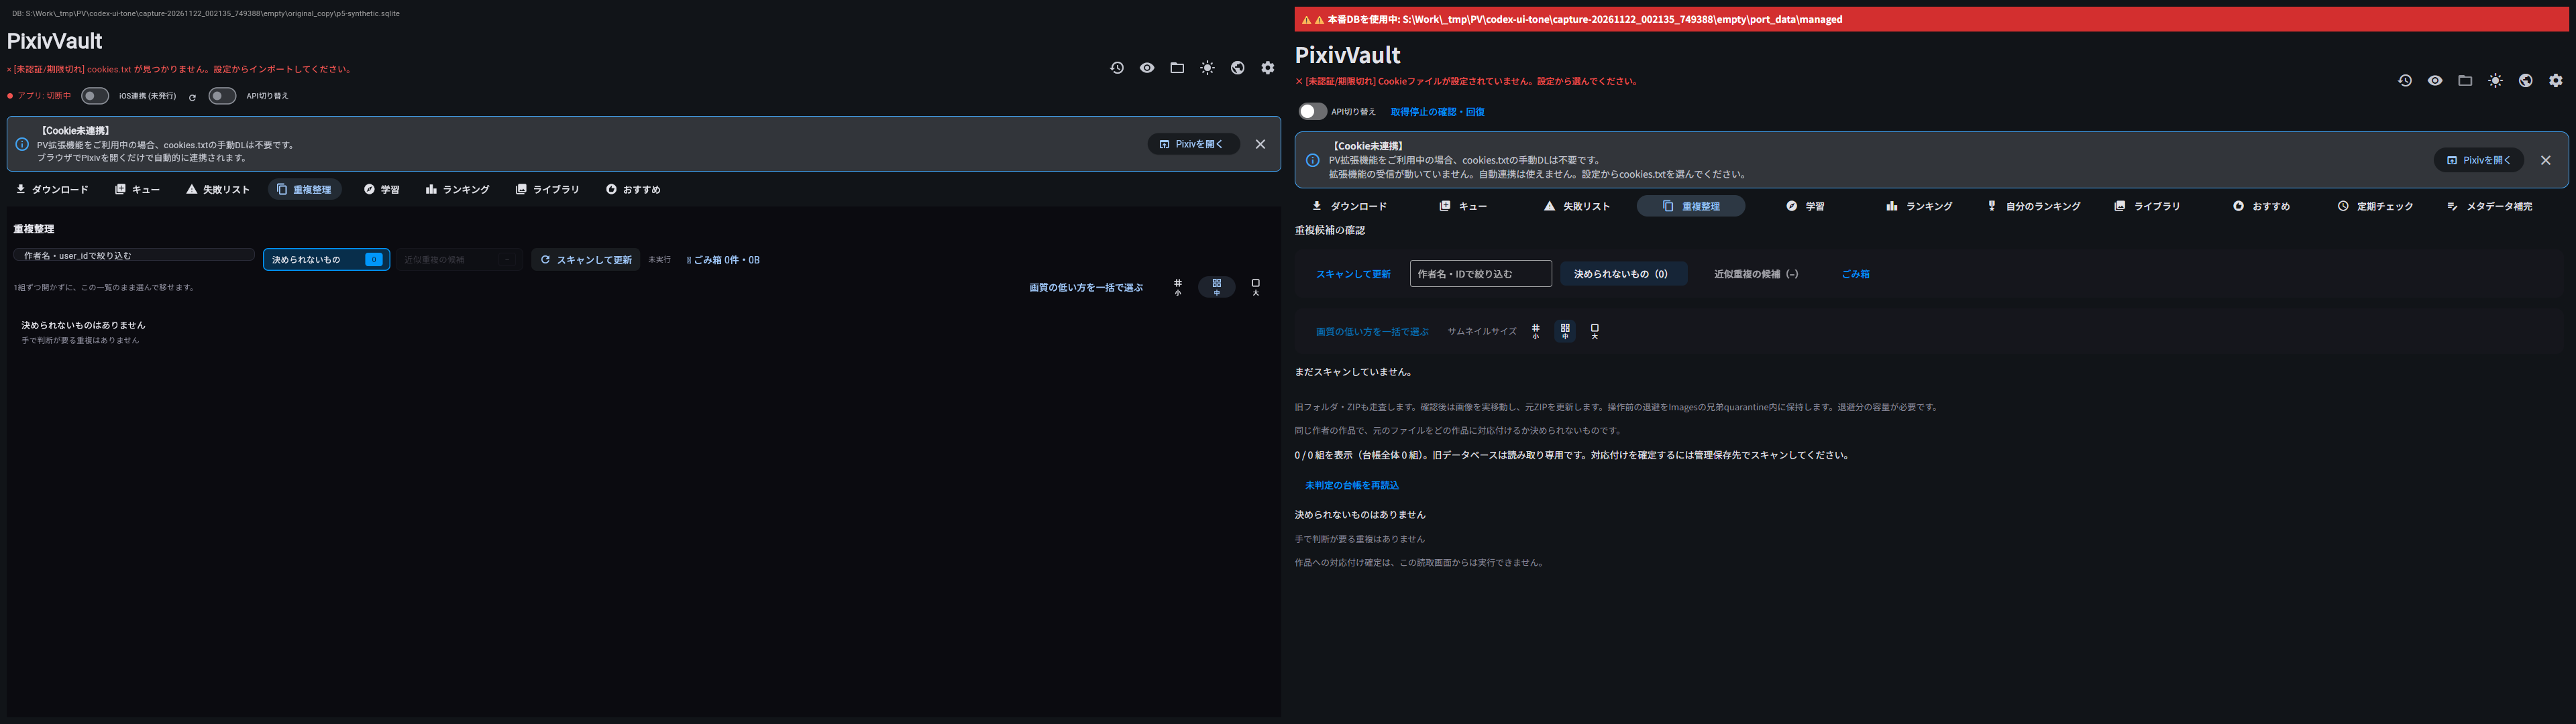 DB: S:\Work\_tmp\PV\codex-ui-tone\capture-20261122_002135_749388\empty\original_copy\p5-synthetic.sqlite
PixivVault
× [未認証/期限切れ] cookies.txt が見つかりません。設定からインポートしてください。
● アプリ: 切断中 iOS連携 (未発行) API切り替え
【Cookie未連携】
PV拡張機能をご利用中の場合、cookies.txtの手動DLは不要です。
ブラウザでPixivを開くだけで自動的に連携されます。
Pixivを開く
ダウンロード キュー 失敗リスト 重複整理 学習 ランキング ライブラリ おすすめ
重複整理
作者名・user_idで絞り込む 決められないもの 0 近似重複の候補 - スキャンして更新 未実行 ごみ箱 0件・0B
1組ずつ開かずに、この一覧のまま選んで移せます。 画質の低い方を一括で選ぶ 小 中 大
決められないものはありません
手で判断が要る重複はありません
本番DBを使用中: S:\Work\_tmp\PV\codex-ui-tone\capture-20261122_002135_749388\empty\port_data\managed
PixivVault
× [未認証/期限切れ] Cookieファイルが設定されていません。設定から選んでください。
API切り替え 取得停止の確認・回復
【Cookie未連携】
PV拡張機能をご利用中の場合、cookies.txtの手動DLは不要です。
拡張機能の受信が動いていません。自動連携は使えません。設定からcookies.txtを選んでください。
Pixivを開く
ダウンロード キュー 失敗リスト 重複整理 学習 ランキング 自分のランキング ライブラリ おすすめ 定期チェック メタデータ補完
重複候補の確認
スキャンして更新 作者名・IDで絞り込む 決められないもの（0） 近似重複の候補（−） ごみ箱
画質の低い方を一括で選ぶ サムネイルサイズ 小 中 大
まだスキャンしていません。
旧フォルダ・ZIPも走査します。確認後は画像を実移動し、元ZIPを更新します。操作前の退避をImagesの兄弟quarantine内に保持します。退避分の容量が必要です。
同じ作者の作品で、元のファイルをどの作品に対応付けるか決められないものです。
0 / 0 組を表示（台帳全体 0 組）。旧データベースは読み取り専用です。対応付けを確定するには管理保存先でスキャンしてください。
未判定の台帳を再読込
決められないものはありません
手で判断が要る重複はありません
作品への対応付け確定は、この読取画面からは実行できません。